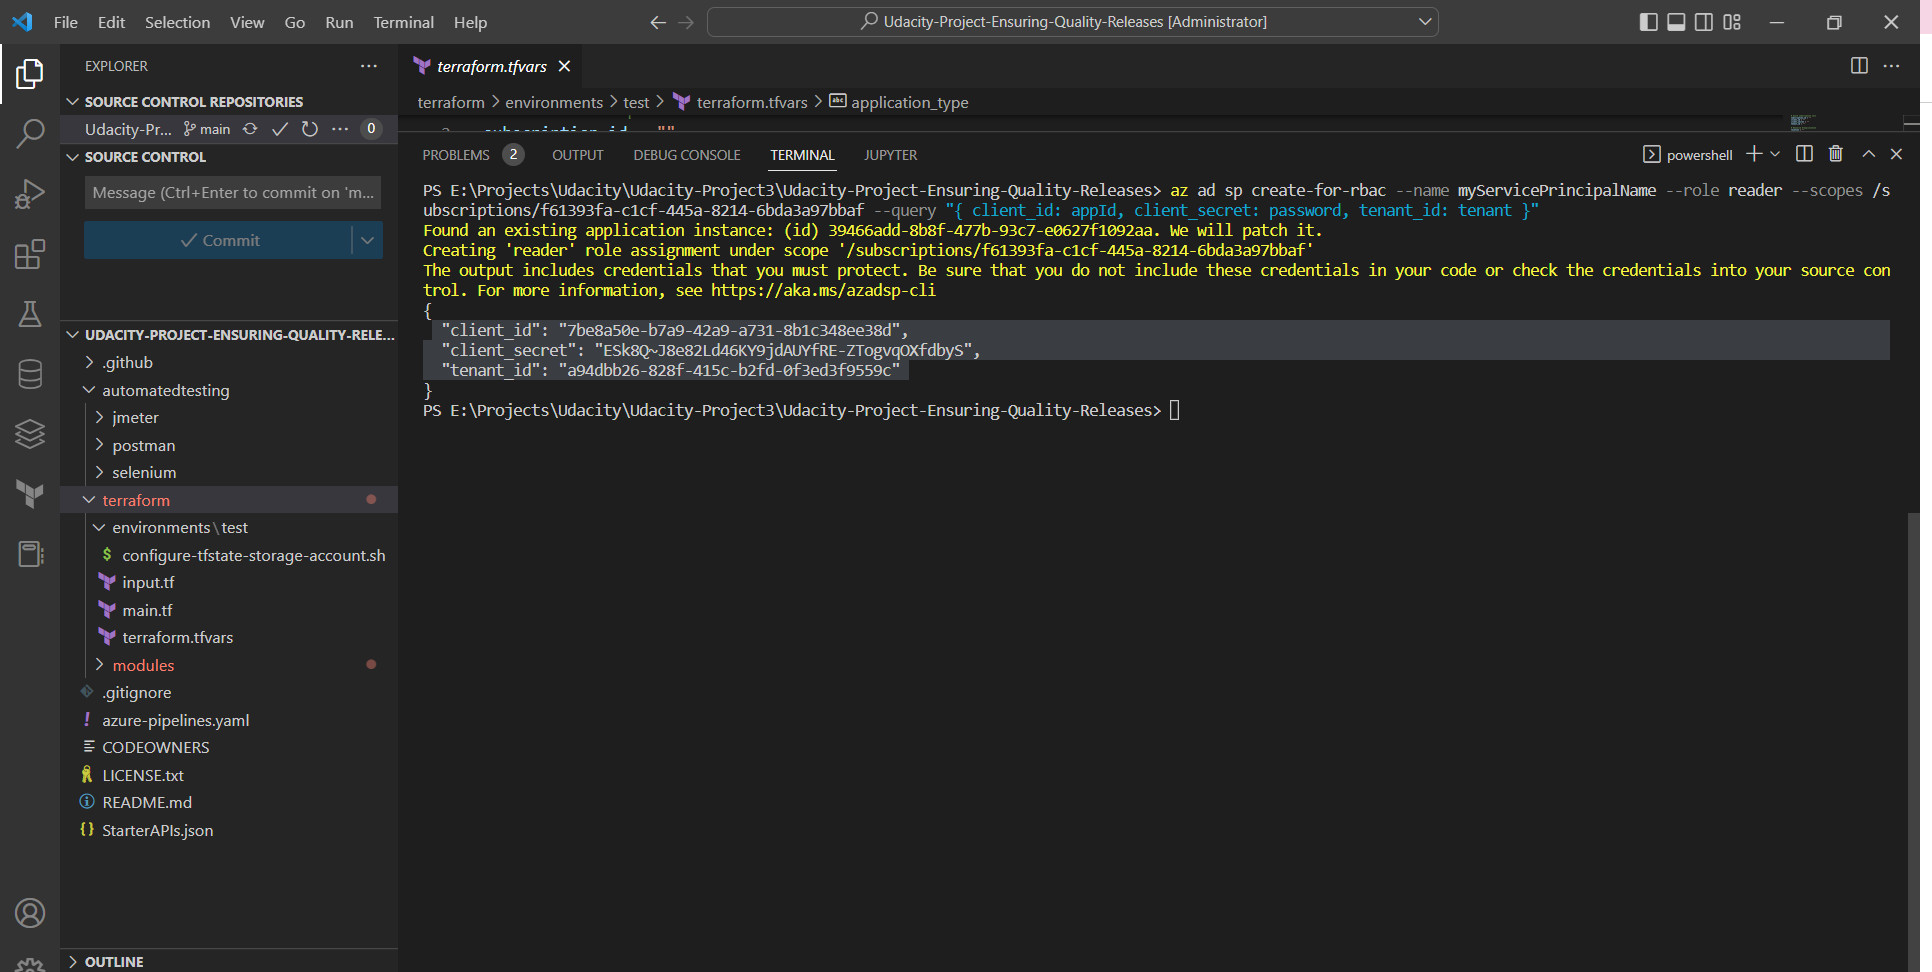 File Edit Selection View Go Run Terminal Help
Udacity-Project-Ensuring-Quality-Releases [Administrator]
EXPLORER
SOURCE CONTROL REPOSITORIES
Udacity-Pr... main 0
SOURCE CONTROL
Message (Ctrl+Enter to commit on 'm...
Commit
UDACITY-PROJECT-ENSURING-QUALITY-RELE...
.github
automatedtesting
jmeter
postman
selenium
terraform
environments\test
$ configure-tfstate-storage-account.sh
input.tf
main.tf
terraform.tfvars
modules
.gitignore
! azure-pipelines.yaml
CODEOWNERS
LICENSE.txt
README.md
{} StarterAPIs.json
OUTLINE
terraform.tfvars
terraform > environments > test > terraform.tfvars > abc application_type
subscription_id = ""
PROBLEMS 2 OUTPUT DEBUG CONSOLE TERMINAL JUPYTER
powershell
PS E:\Projects\Udacity\Udacity-Project3\Udacity-Project-Ensuring-Quality-Releases> az ad sp create-for-rbac --name myServicePrincipalName --role reader --scopes /s
ubscriptions/f61393fa-c1cf-445a-8214-6bda3a97bbaf --query "{ client_id: appId, client_secret: password, tenant_id: tenant }"
Found an existing application instance: (id) 39466add-8b8f-477b-93c7-e0627f1092aa. We will patch it.
Creating 'reader' role assignment under scope '/subscriptions/f61393fa-c1cf-445a-8214-6bda3a97bbaf'
The output includes credentials that you must protect. Be sure that you do not include these credentials in your code or check the credentials into your source con
trol. For more information, see https://aka.ms/azadsp-cli
{
"client_id": "7be8a50e-b7a9-42a9-a731-8b1c348ee38d",
"client_secret": "ESk8Q~J8e82Ld46KY9jdAUYfRE-ZTogvqOXfdbyS",
"tenant_id": "a94dbb26-828f-415c-b2fd-0f3ed3f9559c"
}
PS E:\Projects\Udacity\Udacity-Project3\Udacity-Project-Ensuring-Quality-Releases>